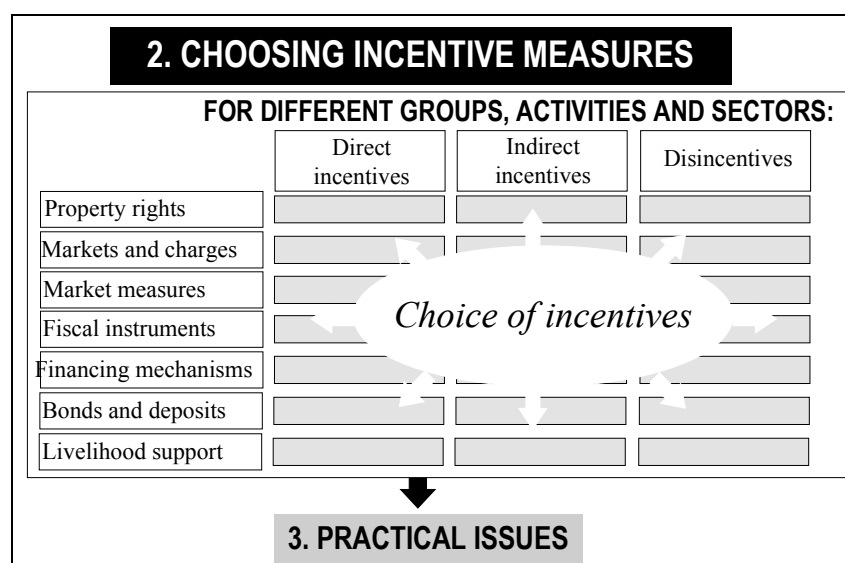 2. CHOOSING INCENTIVE MEASURES
FOR DIFFERENT GROUPS, ACTIVITIES AND SECTORS:
Direct
incentives
Indirect
incentives
Disincentives
Property rights
Markets and charges
Market measures
Fiscal instruments
Financing mechanisms
Bonds and deposits
Livelihood support
Choice of incentives
3. PRACTICAL ISSUES